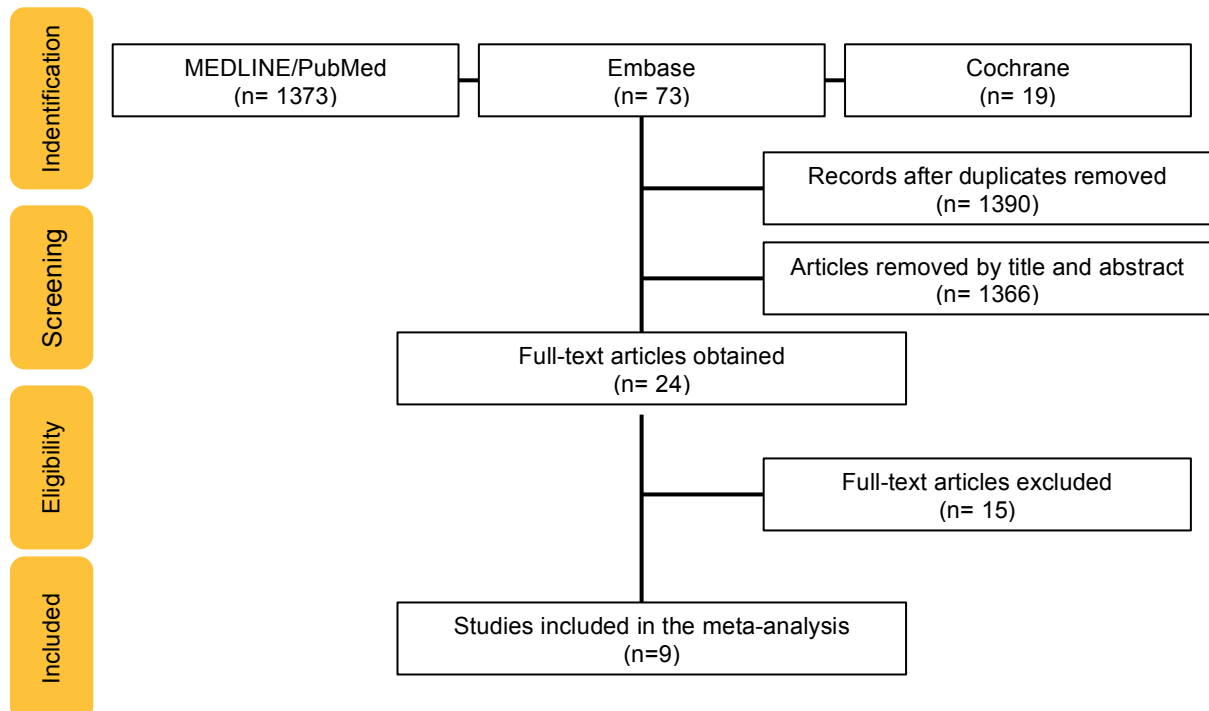 Indentification
MEDLINE/PubMed
(n= 1373)
Embase
(n= 73)
Cochrane
(n= 19)
Records after duplicates removed
(n= 1390)
Screening
Articles removed by title and abstract
(n= 1366)
Full-text articles obtained
(n= 24)
Eligibility
Full-text articles excluded
(n= 15)
Included
Studies included in the meta-analysis
(n=9)